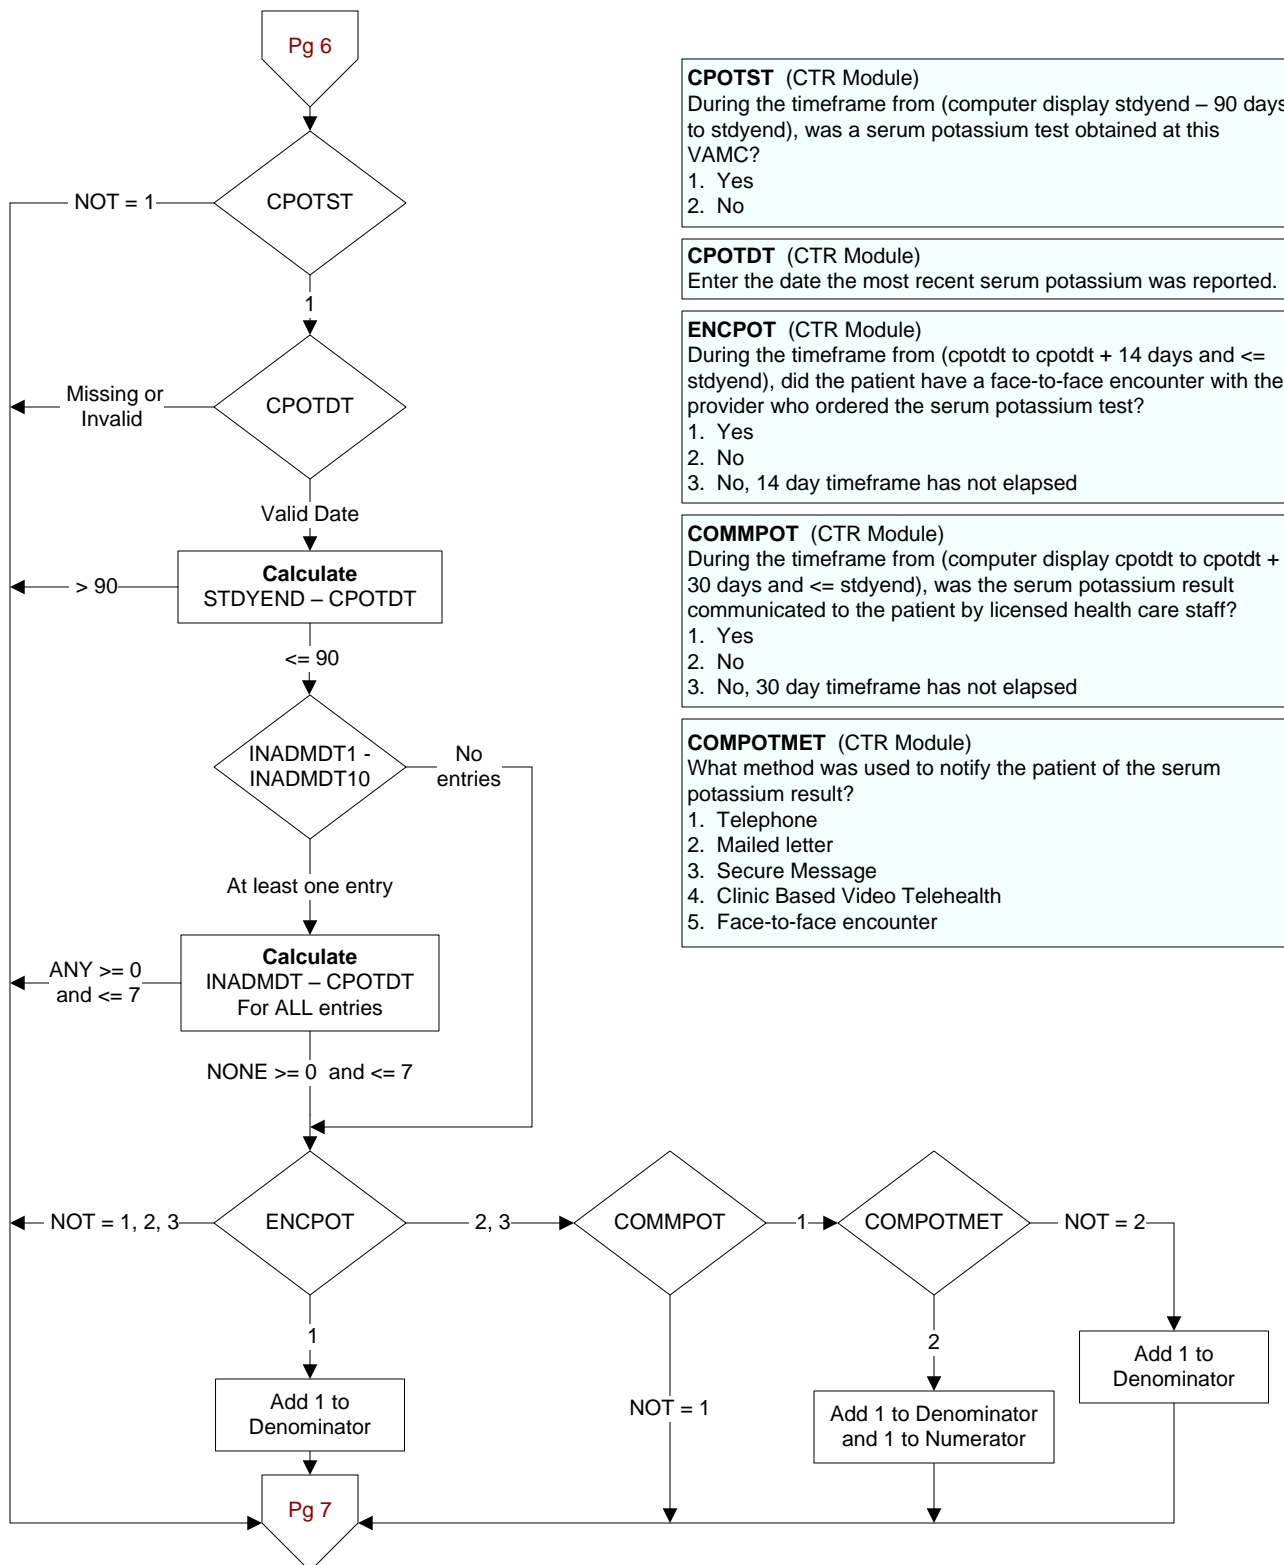 Pg 6
CPOTST
NOT = 1
1
CPOTDT
Missing or
Invalid
Valid Date
Calculate
STDYEND – CPOTDT
> 90
<= 90
INADMDT1 -
INADMDT10
No
entries
At least one entry
Calculate
INADMDT – CPOTDT
For ALL entries
ANY >= 0
and <= 7
NONE >= 0 and <= 7
ENCPOT
NOT = 1, 2, 3
2, 3
COMMPOT
1
COMPOTMET
NOT = 2
1
2
NOT = 1
Add 1 to
Denominator
Add 1 to Denominator
and 1 to Numerator
Add 1 to
Denominator
Pg 7
CPOTST (CTR Module)
During the timeframe from (computer display stdyend – 90 days
to stdyend), was a serum potassium test obtained at this
VAMC?
1. Yes
2. No
CPOTDT (CTR Module)
Enter the date the most recent serum potassium was reported.
ENCPOT (CTR Module)
During the timeframe from (cpotdt to cpotdt + 14 days and <=
stdyend), did the patient have a face-to-face encounter with the
provider who ordered the serum potassium test?
1. Yes
2. No
3. No, 14 day timeframe has not elapsed
COMMPOT (CTR Module)
During the timeframe from (computer display cpotdt to cpotdt +
30 days and <= stdyend), was the serum potassium result
communicated to the patient by licensed health care staff?
1. Yes
2. No
3. No, 30 day timeframe has not elapsed
COMPOTMET (CTR Module)
What method was used to notify the patient of the serum
potassium result?
1. Telephone
2. Mailed letter
3. Secure Message
4. Clinic Based Video Telehealth
5. Face-to-face encounter